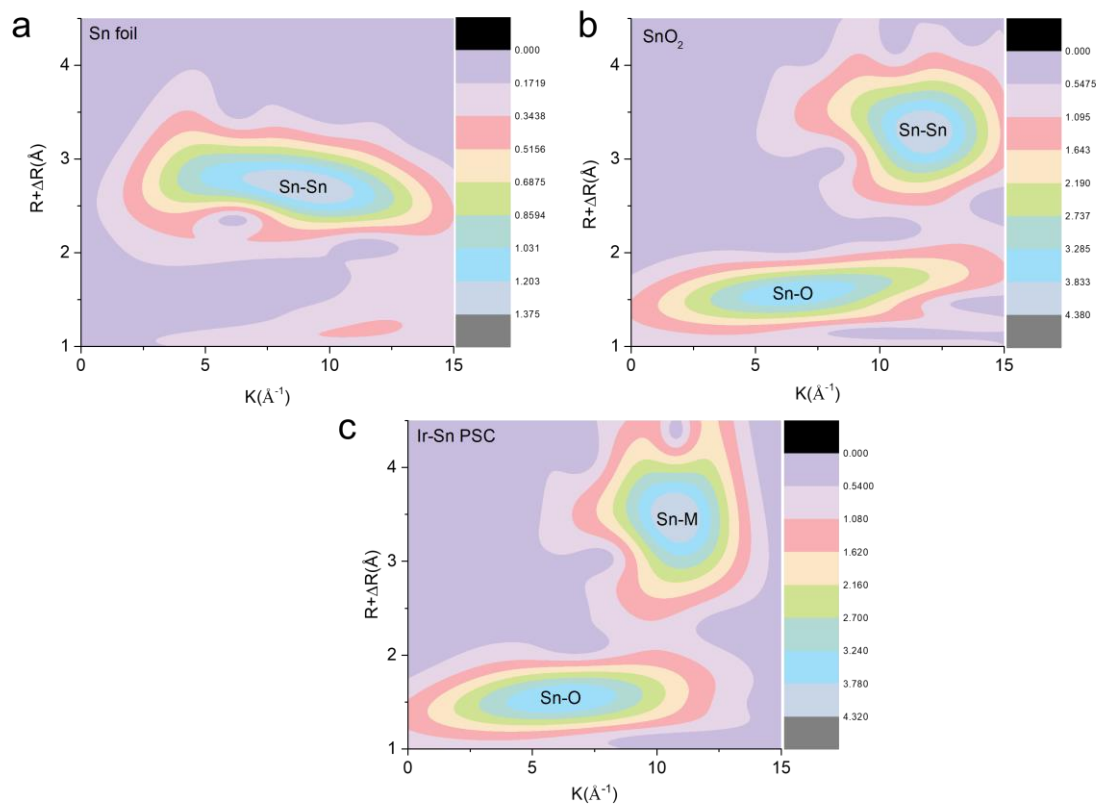 a
Sn foil
4
3
2
1
R+ΔR(Å)
5
10
15
K(Å⁻¹)
Sn-Sn
0.000
0.1719
0.3438
0.5156
0.6875
0.8594
1.031
1.203
1.375
b
SnO₂
4
3
2
1
R+ΔR(Å)
0
5
10
15
K(Å⁻¹)
Sn-Sn
Sn-O
0.000
0.5475
1.095
1.643
2.190
2.737
3.285
3.833
4.380
c
Ir-Sn PSC
4
3
2
1
R+ΔR(Å)
0
5
10
15
K(Å⁻¹)
Sn-M
Sn-O
0.000
0.5400
1.080
1.620
2.160
2.700
3.240
3.780
4.320